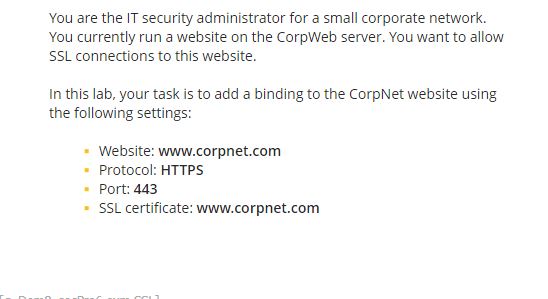 You are the IT security administrator for a small corporate network.
You currently run a website on the CorpWeb server. You want to allow
SSL connections to this website.
In this lab, your task is to add a binding to the CorpNet website using
the following settings:
Website: www.corpnet.com
Protocol: HTTPS
Port: 443
SSL certificate: www.corpnet.com